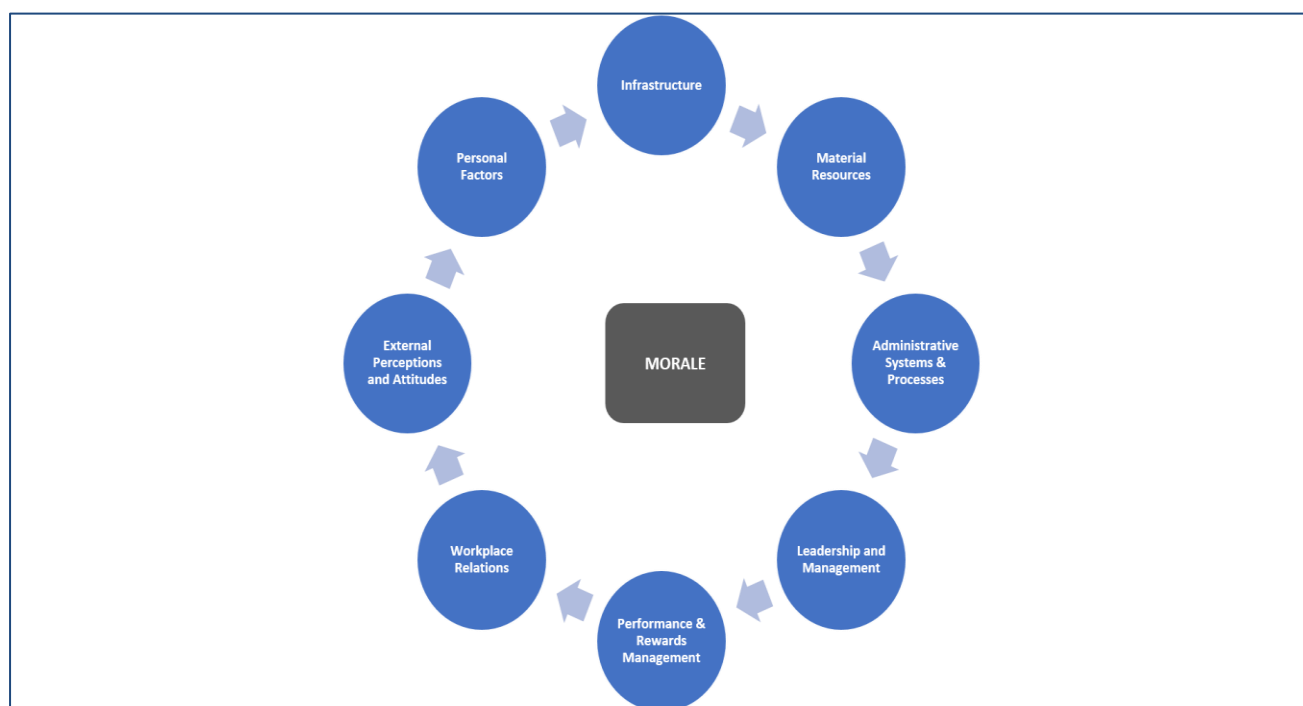 Infrastructure
Material
Resources
Administrative
Systems &
Processes
Leadership and
Management
Performance &
Rewards
Management
Workplace
Relations
External
Perceptions
and Attitudes
Personal
Factors
MORALE